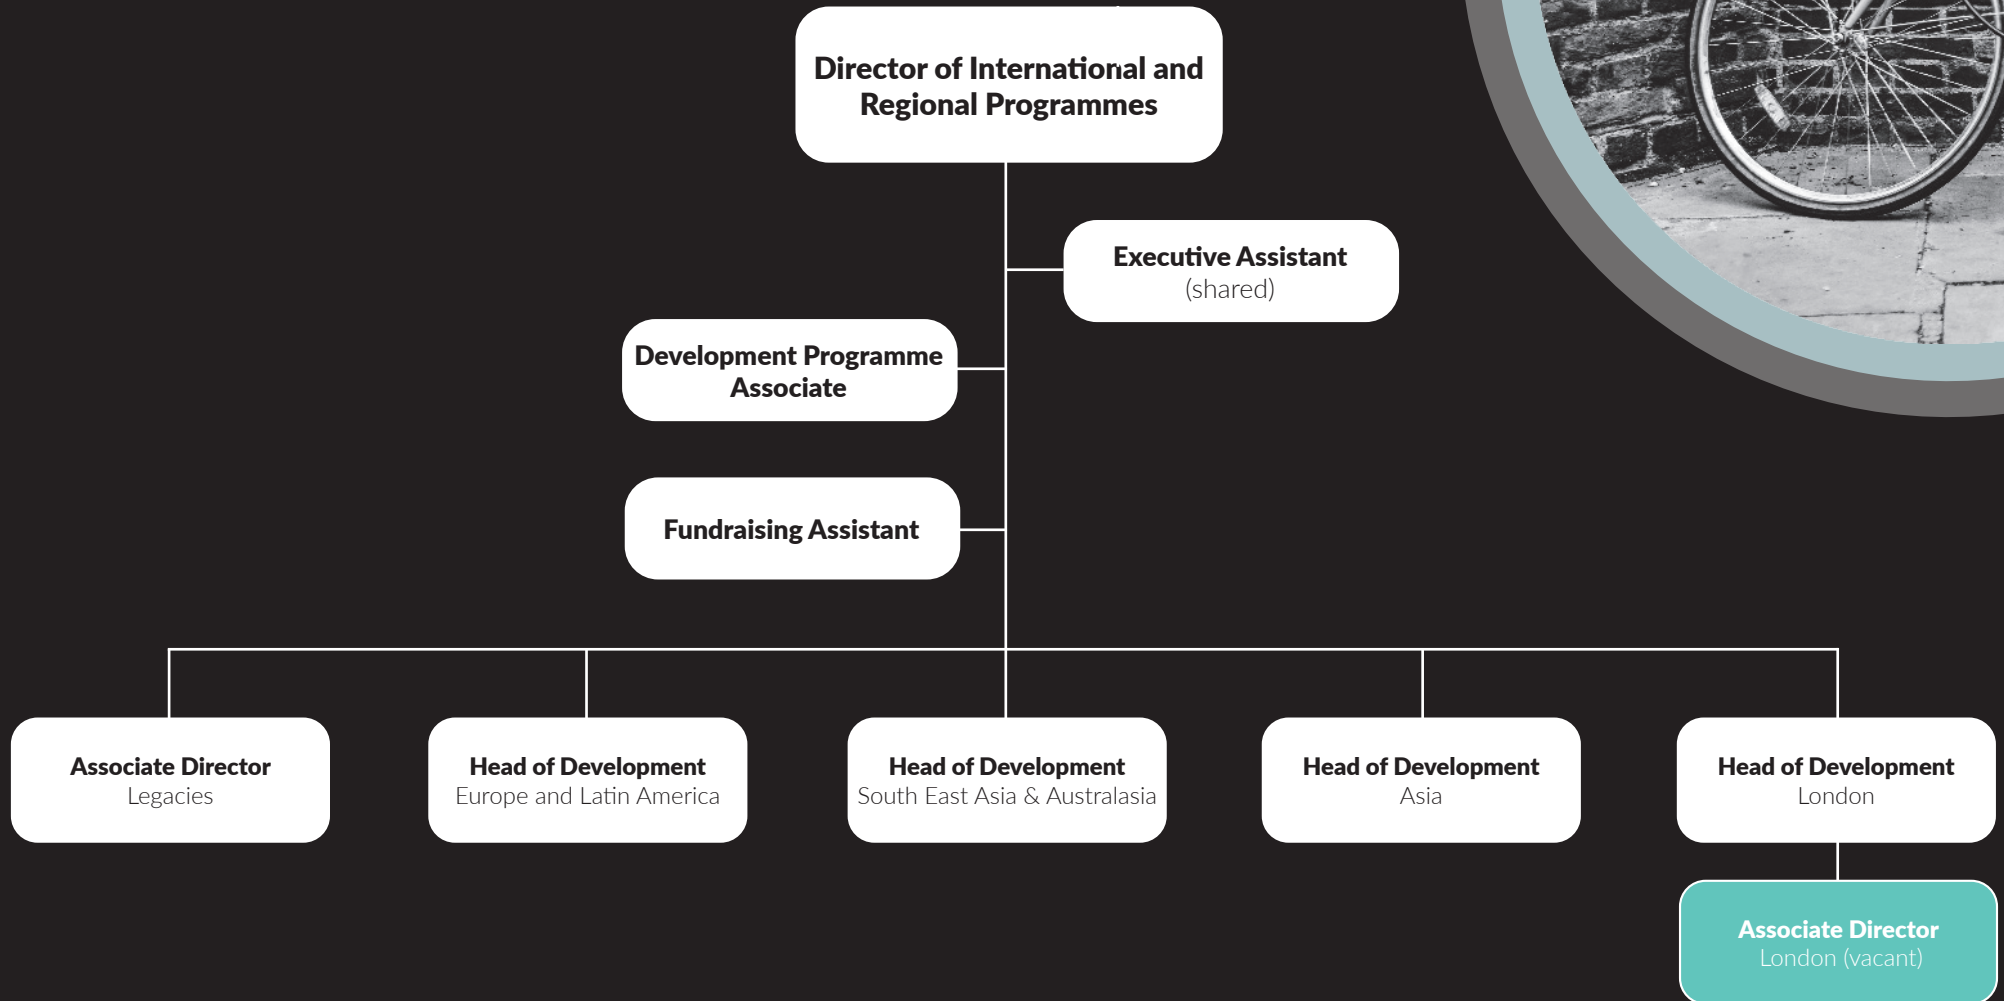 Director of International and
Regional Programmes
Executive Assistant
(shared)
Development Programme
Associate
Fundraising Assistant
Associate Director
Legacies
Head of Development
Europe and Latin America
Head of Development
South East Asia & Australasia
Head of Development
Asia
Head of Development
London
Associate Director
London (vacant)